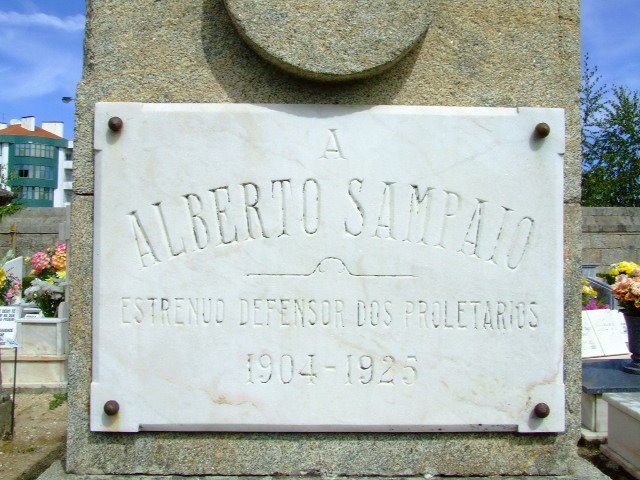 A
ALBERTO SAMPAIO
ESTRENUO DEFENSOR DOS PROLETARIOS
1904-1925